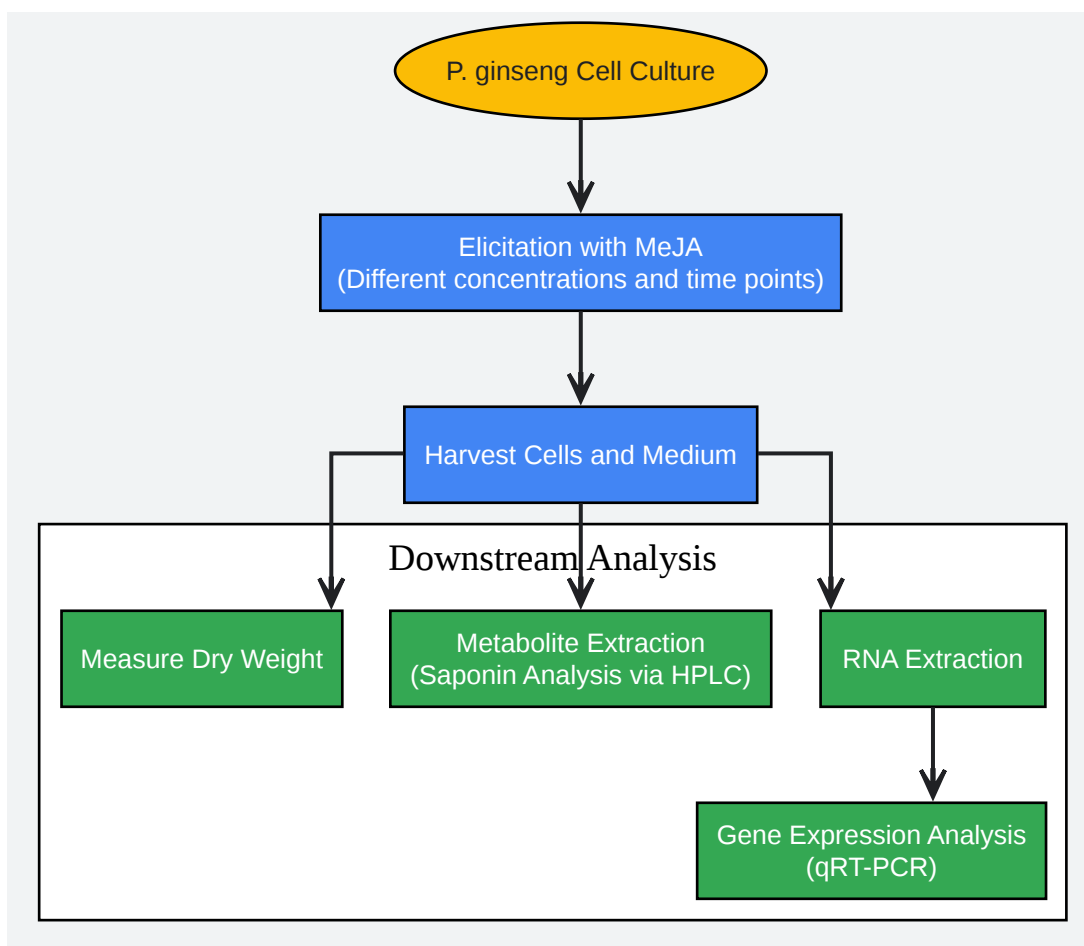 P. ginseng Cell Culture
Elicitation with MeJA
(Different concentrations and time points)
Harvest Cells and Medium
Downstream Analysis
Measure Dry Weight
Metabolite Extraction
(Saponin Analysis via HPLC)
RNA Extraction
Gene Expression Analysis
(qRT-PCR)